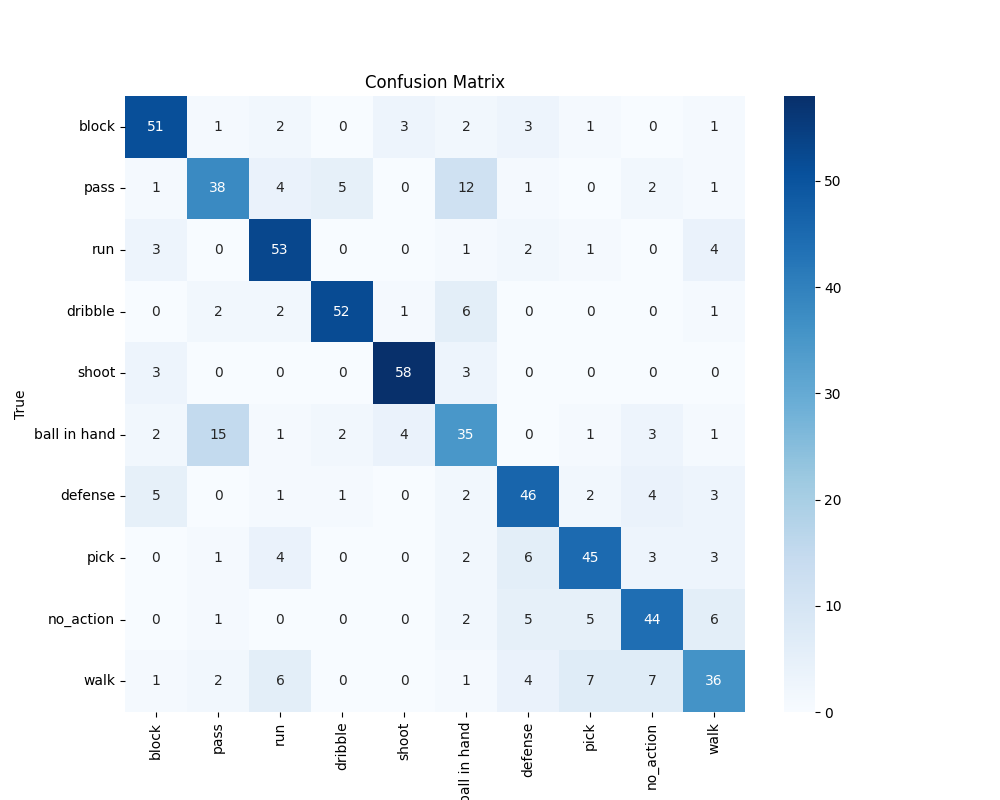 Confusion Matrix
True
block 51 1 2 0 3 2 3 1 0 1
pass 1 38 4 5 0 12 1 0 2 1
run 3 0 53 0 0 1 2 1 0 4
dribble 0 2 2 52 1 6 0 0 0 1
shoot 3 0 0 0 58 3 0 0 0 0
ball in hand 2 15 1 2 4 35 0 1 3 1
defense 5 0 1 1 0 2 46 2 4 3
pick 0 1 4 0 0 2 6 45 3 3
no_action 0 1 0 0 0 2 5 5 44 6
walk 1 2 6 0 0 1 4 7 7 36
block pass run dribble shoot ball in hand defense pick no_action walk
50
40
30
20
10
0